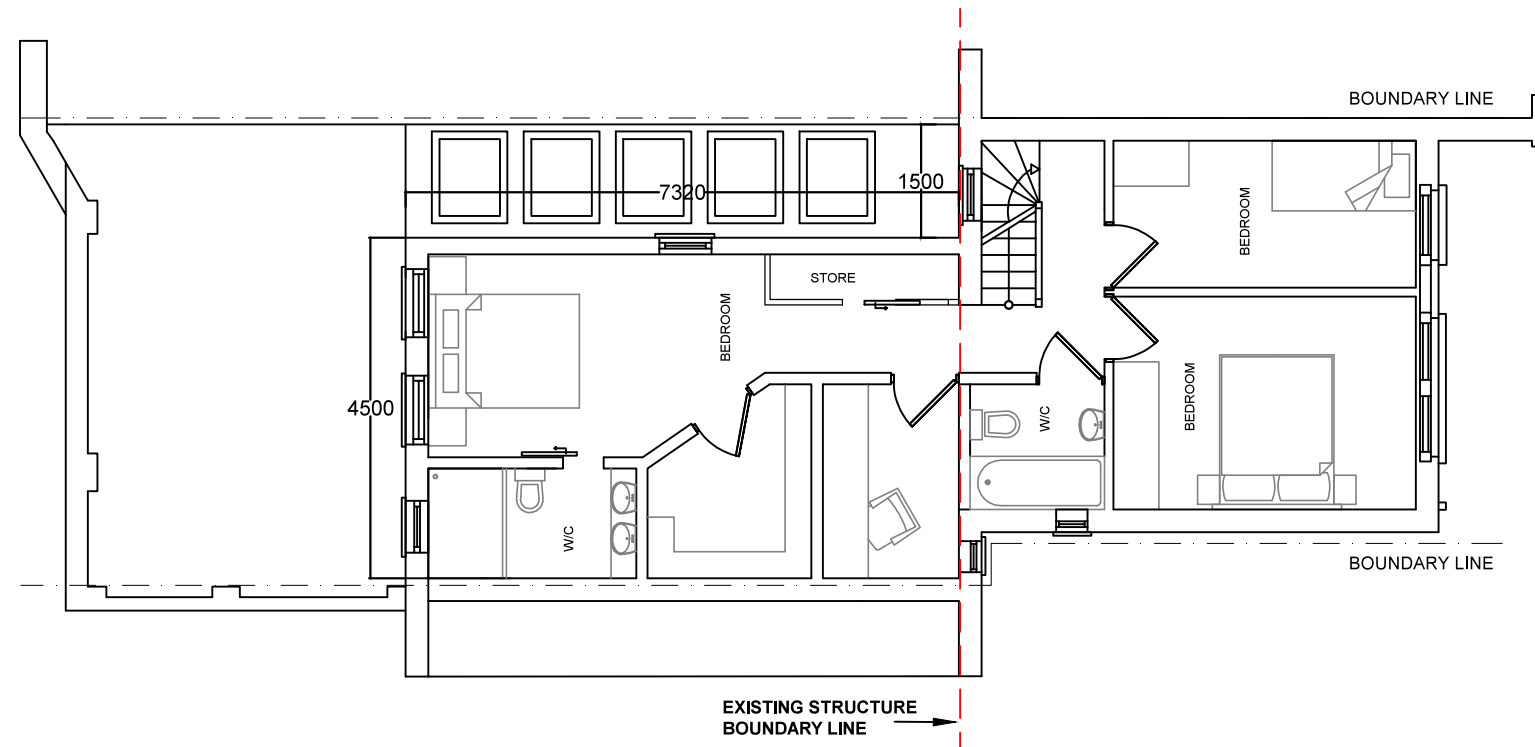 BOUNDARY LINE
1500
7320
BEDROOM
STORE
BEDROOM
4500
BEDROOM
W/C
W/C
BOUNDARY LINE
EXISTING STRUCTURE
BOUNDARY LINE